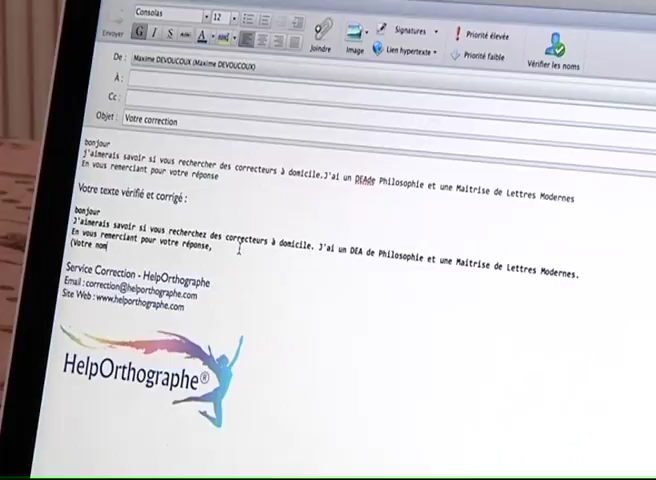 Consolas 12
Signatures Priorité élevée
Envoyer G I S Joindre Image Lien hypertexte Priorité faible Vérifier les noms
De : Maxime DEVOUCOUX (Maxime DEVOUCOUX)
À :
Cc :
Objet : Votre correction
bonjour
j'aimerais savoir si vous rechercher des correcteurs à domicile.J'ai un DEAde Philosophie et une Maitrise de Lettres Modernes
En vous remerciant pour votre réponse
Votre texte vérifié et corrigé :
bonjour
J'aimerais savoir si vous recherchez des correcteurs à domicile. J'ai un DEA de Philosophie et une Maitrise de Lettres Modernes.
En vous remerciant pour votre réponse,
(Votre nom
Service Correction - HelpOrthographe
Email : correction@helporthographe.com
Site Web : www.helporthographe.com
HelpOrthographe®